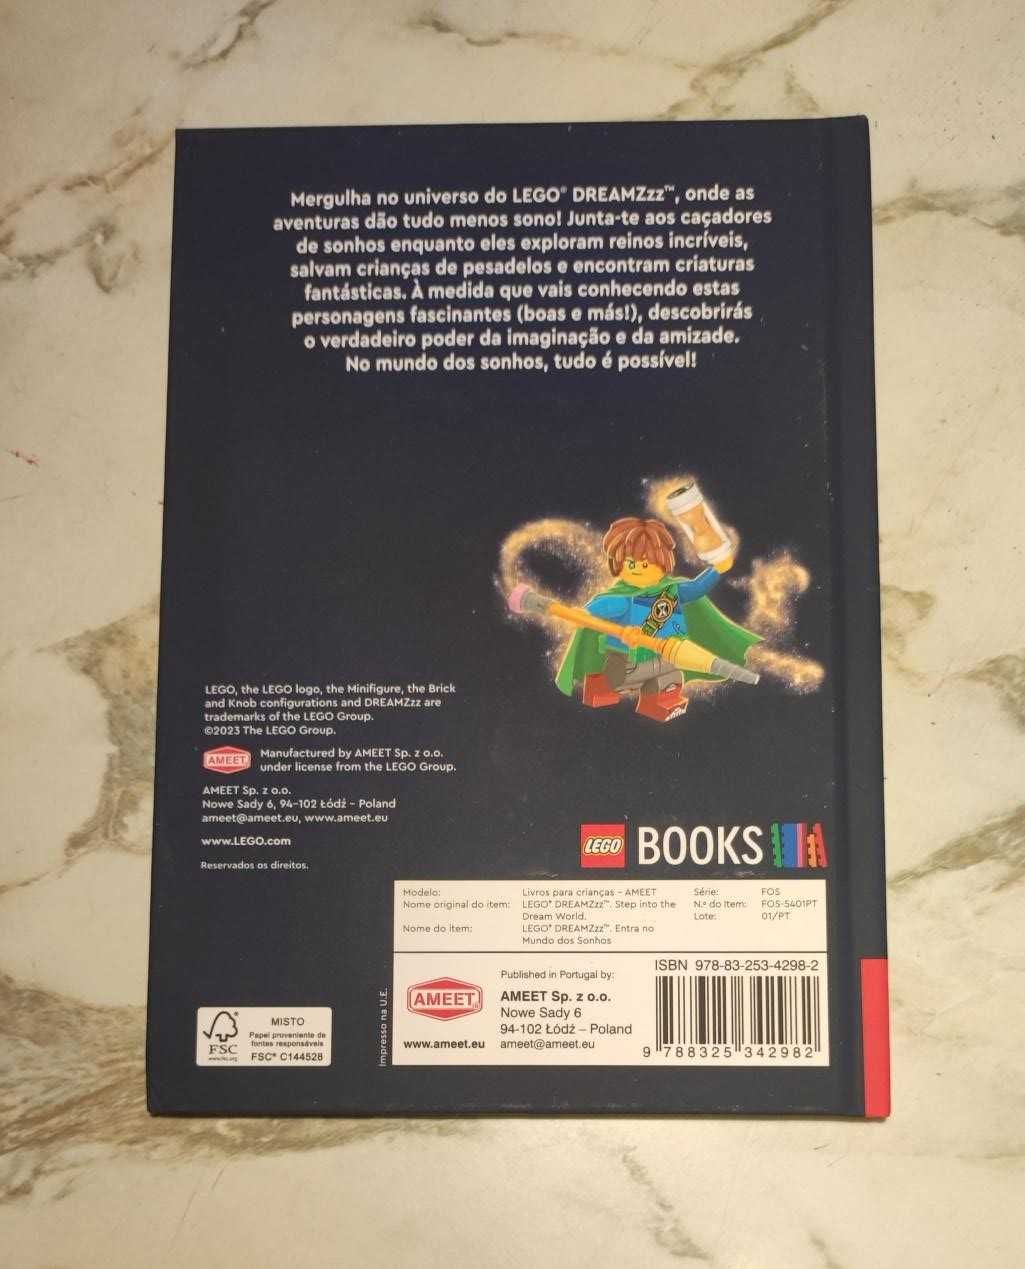 Mergulha no universo do LEGO® DREAMZzz™, onde as
aventuras dão tudo menos sono! Junta-te aos caçadores
de sonhos enquanto eles exploram reinos incríveis,
salvam crianças de pesadelos e encontram criaturas
fantásticas. À medida que vais conhecendo estas
personagens fascinantes (boas e más!), descobrirás
o verdadeiro poder da imaginação e da amizade.
No mundo dos sonhos, tudo é possível!
LEGO, the LEGO logo, the Minifigure, the Brick
and Knob configurations and DREAMZzz are
trademarks of the LEGO Group.
©2023 The LEGO Group.
AMEET
Manufactured by AMEET Sp. z o.o.
under license from the LEGO Group.
AMEET Sp. z o.o.
Nowe Sady 6, 94-102 Łódź - Poland
ameet@ameet.eu, www.ameet.eu
www.LEGO.com
Reservados os direitos.
LEGO BOOKS
Modelo: Livros para crianças - AMEET
Nome original do item: LEGO® DREAMZzz™. Step into the
Dream World.
Nome do item: LEGO® DREAMZzz™. Entra no
Mundo dos Sonhos
Série: FOS
N.º do Item: FOS-5401PT
Lote: 01/PT
AMEET
www.ameet.eu
Published in Portugal by:
AMEET Sp. z o.o.
Nowe Sady 6
94-102 Łódź – Poland
ameet@ameet.eu
ISBN 978-83-253-4298-2
9 788325 342982
Impresso na U.E.
FSC
www.fsc.org
MISTO
Papel proveniente de
fontes responsáveis
FSC® C144528